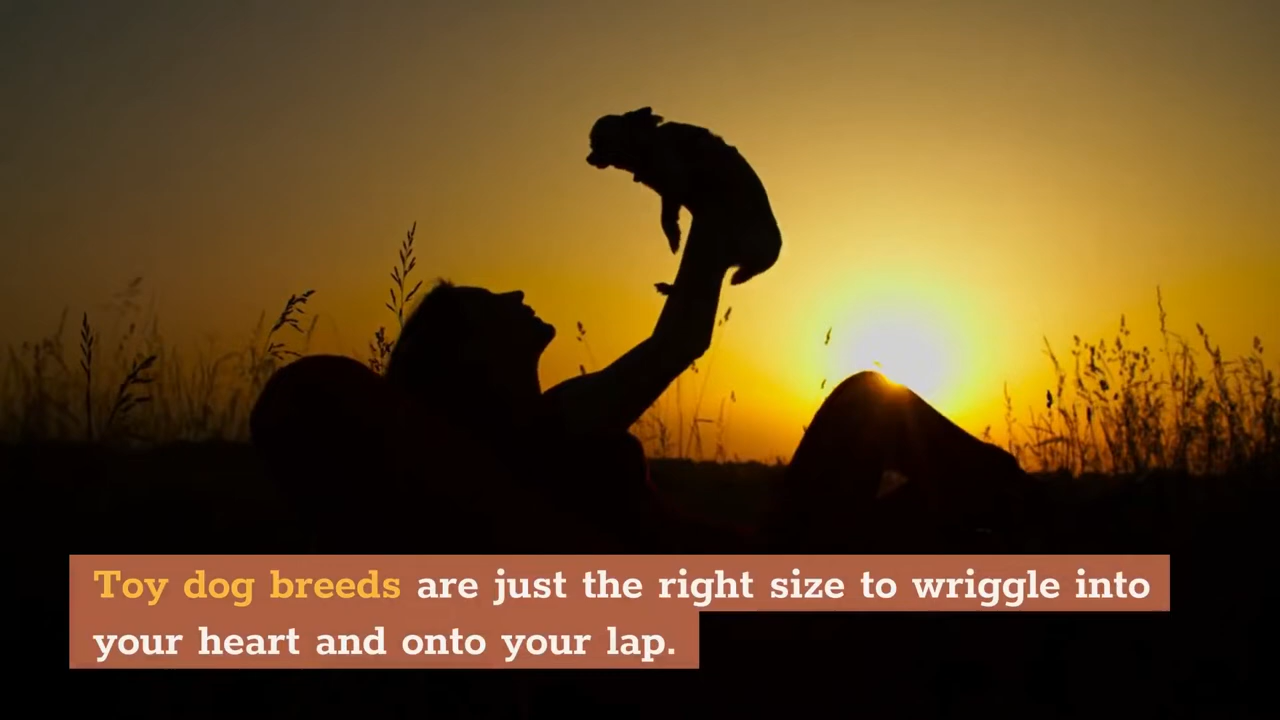 Toy dog breeds are just the right size to wriggle into
your heart and onto your lap.